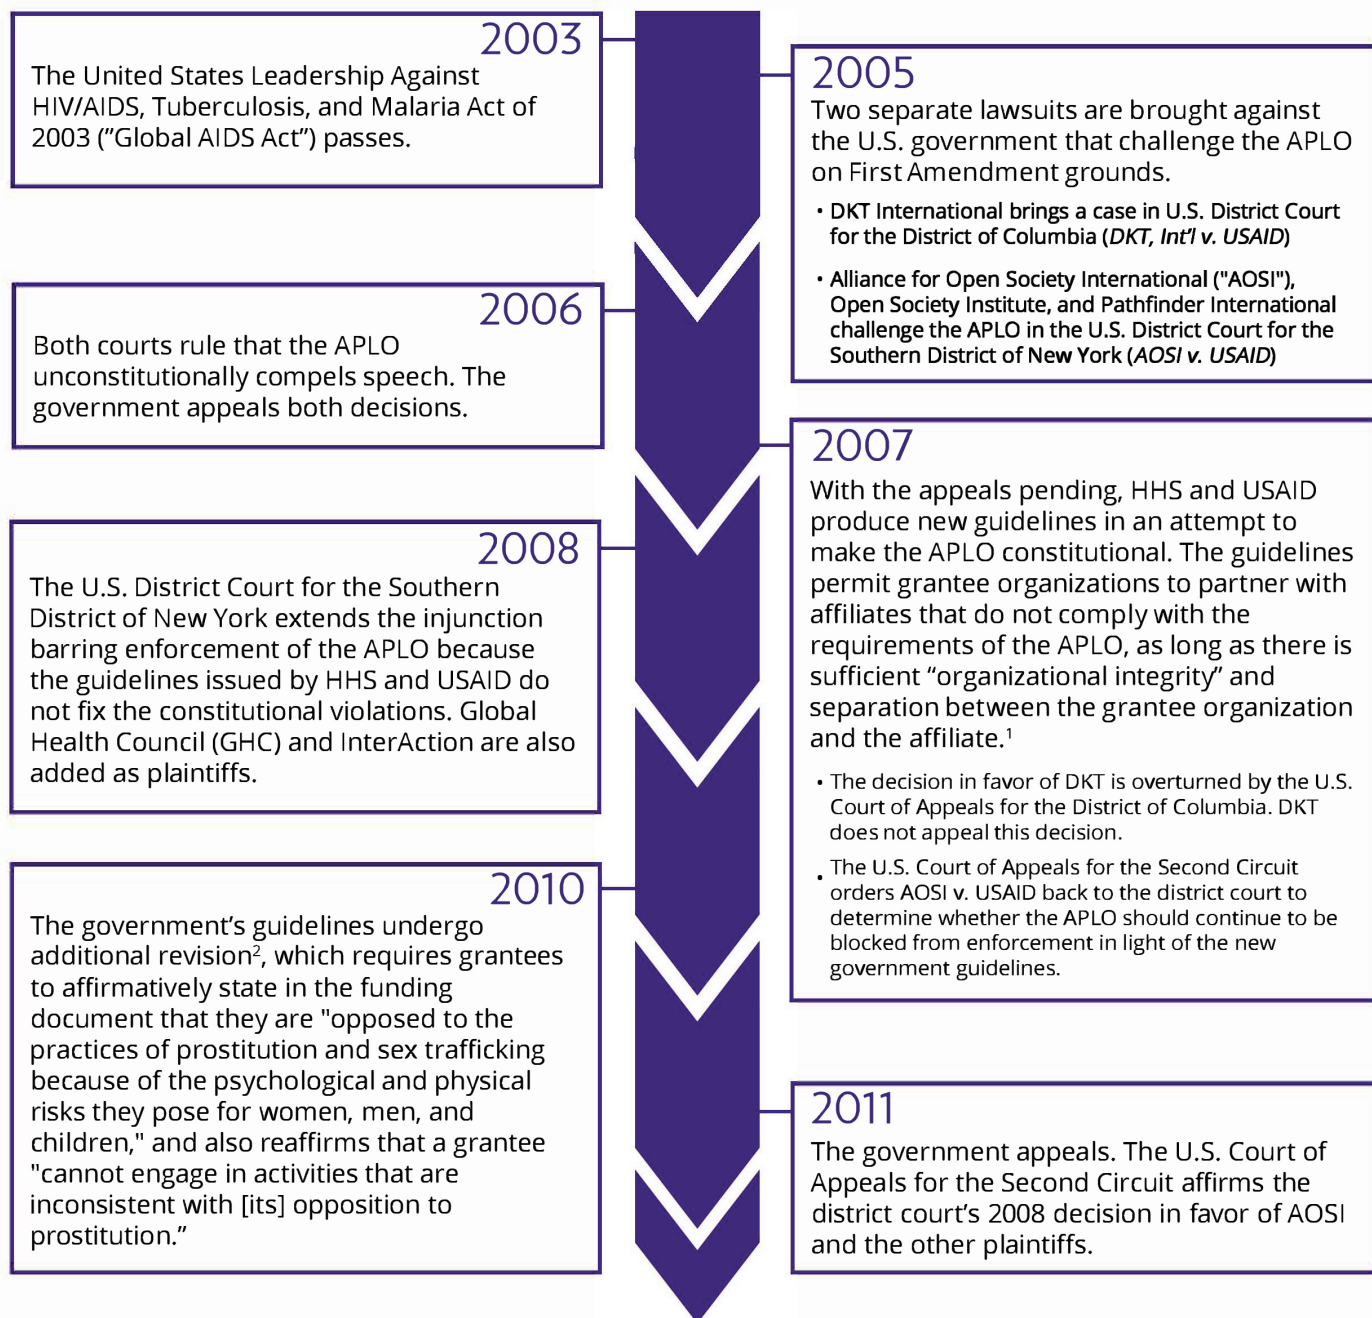 2003
The United States Leadership Against
HIV/AIDS, Tuberculosis, and Malaria Act of
2003 (”Global AIDS Act”) passes.
2005
Two separate lawsuits are brought against
the U.S. government that challenge the APLO
on First Amendment grounds.
• DKT International brings a case in U.S. District Court
for the District of Columbia (DKT, Int’l v. USAID)
• Alliance for Open Society International ("AOSI"),
Open Society Institute, and Pathfinder International
challenge the APLO in the U.S. District Court for the
Southern District of New York (AOSI v. USAID)
2006
Both courts rule that the APLO
unconstitutionally compels speech. The
government appeals both decisions.
2007
With the appeals pending, HHS and USAID
produce new guidelines in an attempt to
make the APLO constitutional. The guidelines
permit grantee organizations to partner with
affiliates that do not comply with the
requirements of the APLO, as long as there is
sufficient “organizational integrity” and
separation between the grantee organization
and the affiliate.¹
• The decision in favor of DKT is overturned by the U.S.
Court of Appeals for the District of Columbia. DKT
does not appeal this decision.
• The U.S. Court of Appeals for the Second Circuit
orders AOSI v. USAID back to the district court to
determine whether the APLO should continue to be
blocked from enforcement in light of the new
government guidelines.
2008
The U.S. District Court for the Southern
District of New York extends the injunction
barring enforcement of the APLO because
the guidelines issued by HHS and USAID do
not fix the constitutional violations. Global
Health Council (GHC) and InterAction are also
added as plaintiffs.
2010
The government’s guidelines undergo
additional revision², which requires grantees
to affirmatively state in the funding
document that they are "opposed to the
practices of prostitution and sex trafficking
because of the psychological and physical
risks they pose for women, men, and
children," and also reaffirms that a grantee
"cannot engage in activities that are
inconsistent with [its] opposition to
prostitution.”
2011
The government appeals. The U.S. Court of
Appeals for the Second Circuit affirms the
district court’s 2008 decision in favor of AOSI
and the other plaintiffs.